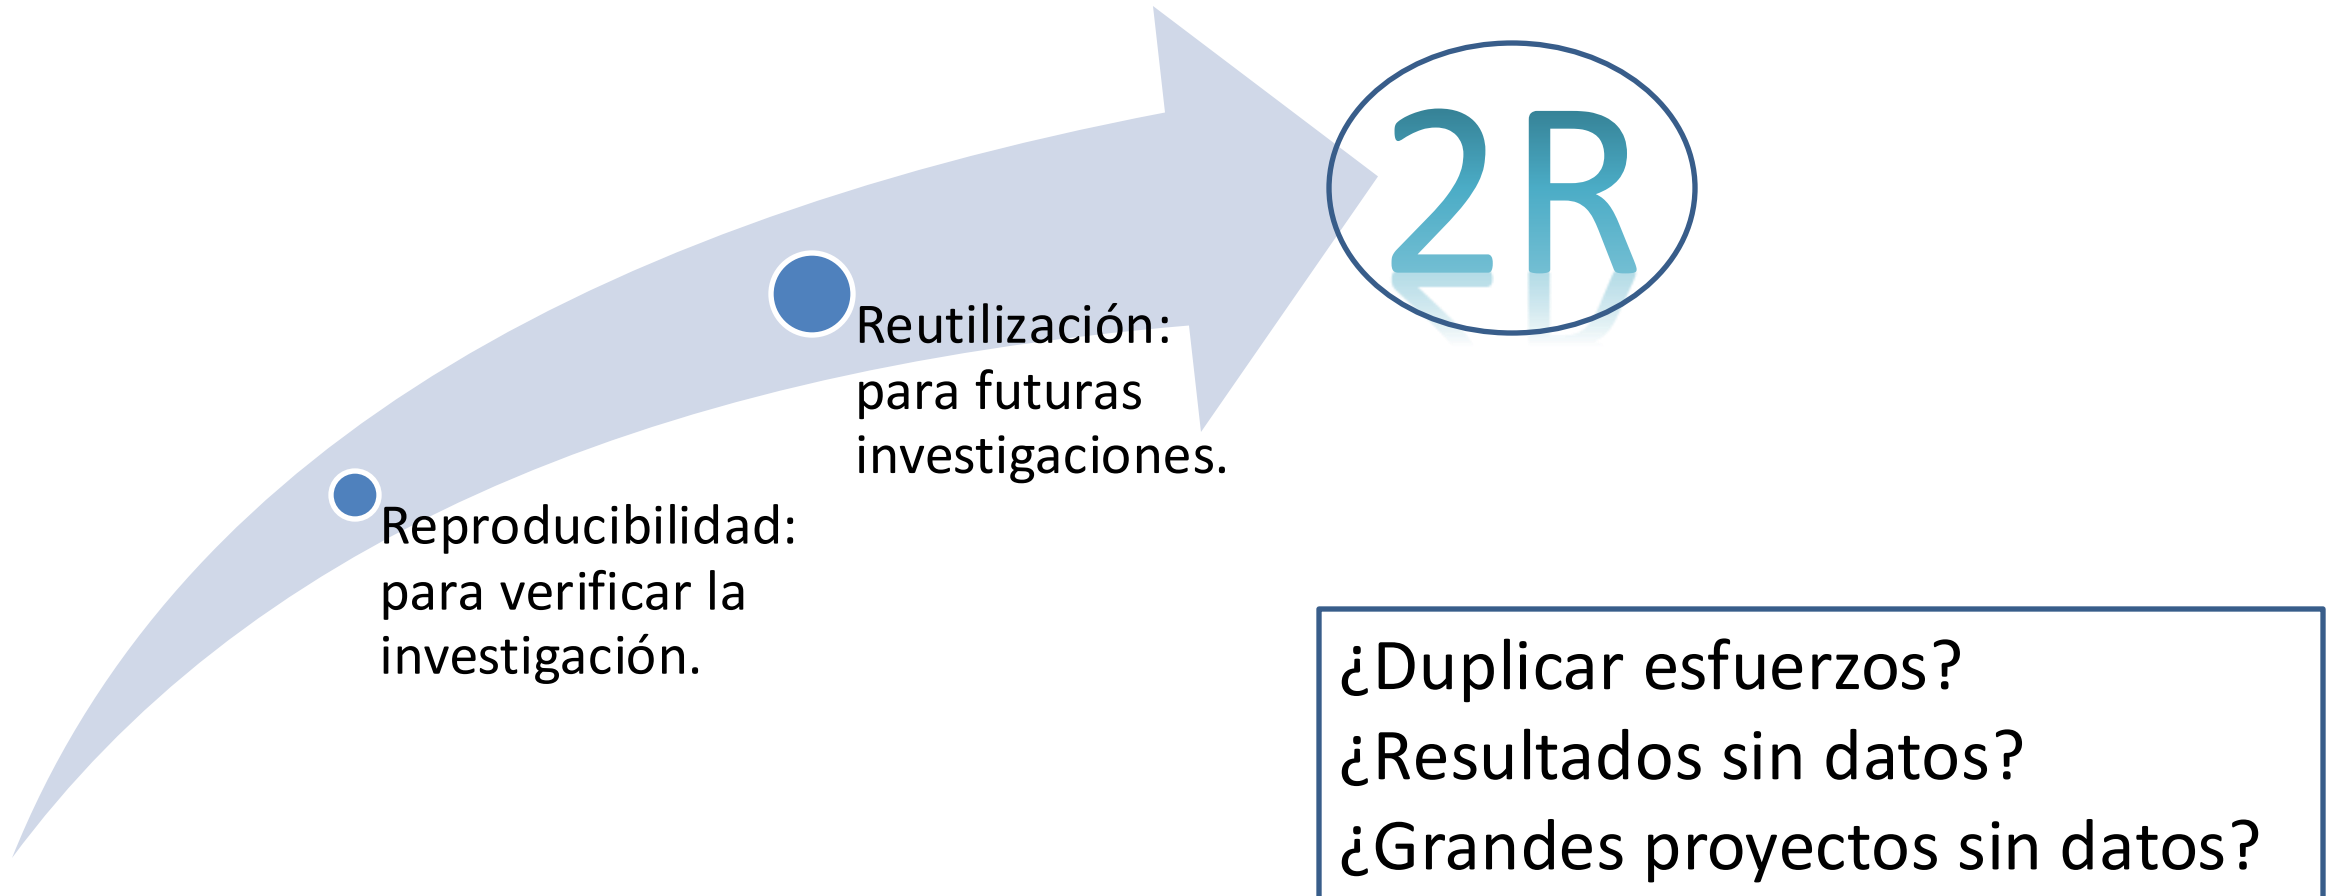 2R
Reutilización:
para futuras
investigaciones.
Reproducibilidad:
para verificar la
investigación.
¿Duplicar esfuerzos?
¿Resultados sin datos?
¿Grandes proyectos sin datos?